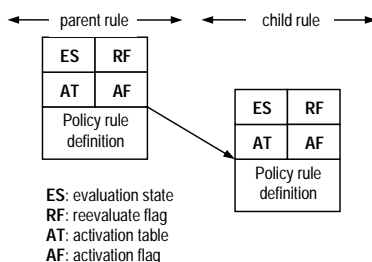 parent rule child rule
ES RF
AT AF
Policy rule
definition
ES RF
AT AF
Policy rule
definition
ES: evaluation state
RF: reevaluate flag
AT: activation table
AF: activation flag